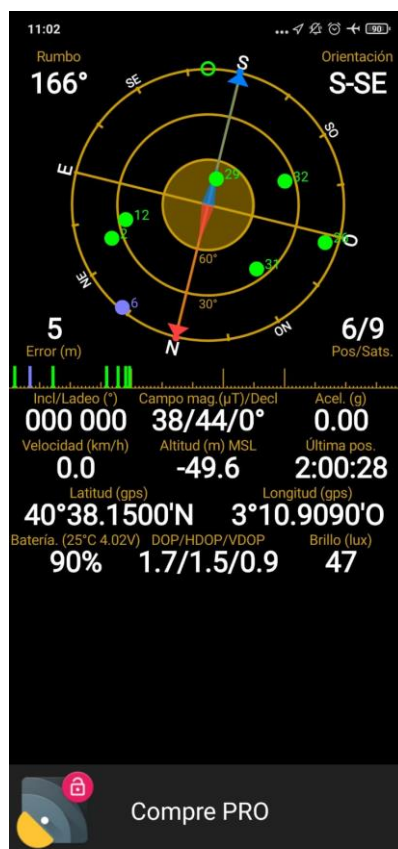 11:02 ... 90
Rumbo Orientación
166° S-SE
S
SE
SO
E
29
32
12
2
O
60°
31
NE
30°
6
ON
N
5 6/9
Error (m) Pos/Sats.
Incl/Ladeo (°) Campo mag.(µT)/Decl Acel. (g)
000 000 38/44/0° 0.00
Velocidad (km/h) Altitud (m) MSL Última pos.
0.0 -49.6 2:00:28
Latitud (gps) Longitud (gps)
40°38.1500'N 3°10.9090'O
Batería. (25°C 4.02V) DOP/HDOP/VDOP Brillo (lux)
90% 1.7/1.5/0.9 47
Compre PRO